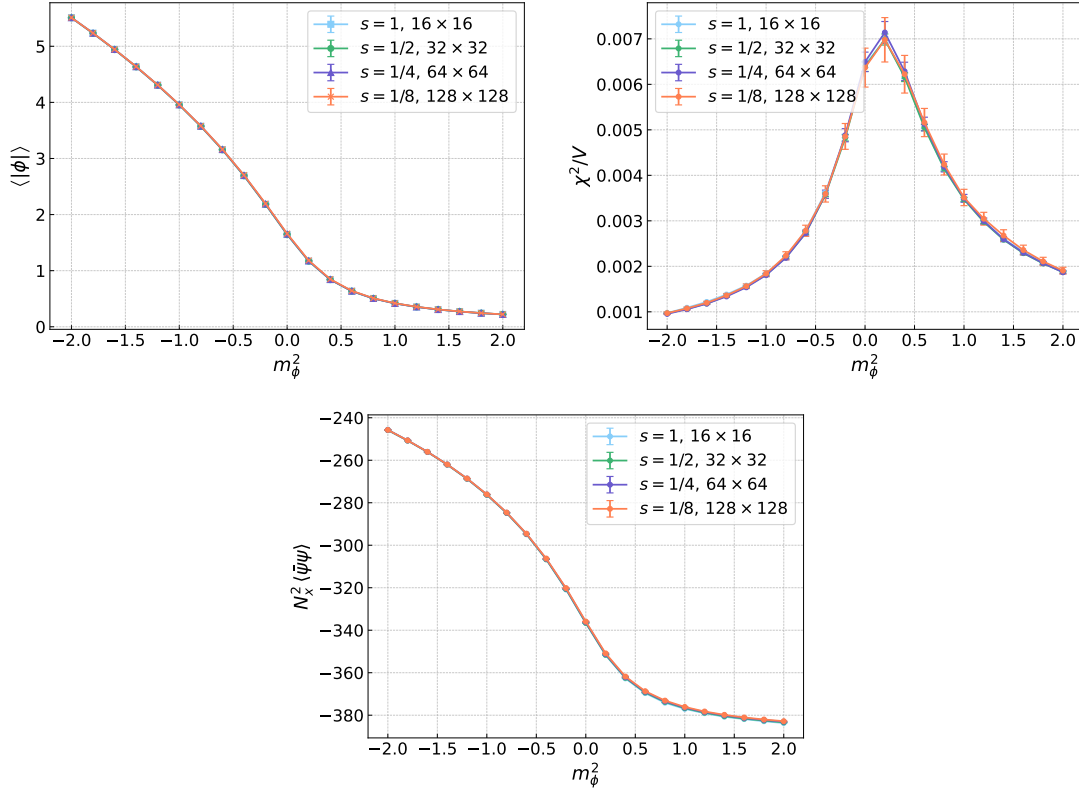 ⟨|ϕ|⟩
5
4
3
2
1
0
s = 1, 16 × 16
s = 1/2, 32 × 32
s = 1/4, 64 × 64
s = 1/8, 128 × 128
−2.0 −1.5 −1.0 −0.5 0.0 0.5 1.0 1.5 2.0
m²_ϕ
χ²/V
0.007
0.006
0.005
0.004
0.003
0.002
0.001
s = 1, 16 × 16
s = 1/2, 32 × 32
s = 1/4, 64 × 64
s = 1/8, 128 × 128
−2.0 −1.5 −1.0 −0.5 0.0 0.5 1.0 1.5 2.0
m²_ϕ
N²_x⟨ψ̄ψ⟩
−240
−260
−280
−300
−320
−340
−360
−380
s = 1, 16 × 16
s = 1/2, 32 × 32
s = 1/4, 64 × 64
s = 1/8, 128 × 128
−2.0 −1.5 −1.0 −0.5 0.0 0.5 1.0 1.5 2.0
m²_ϕ